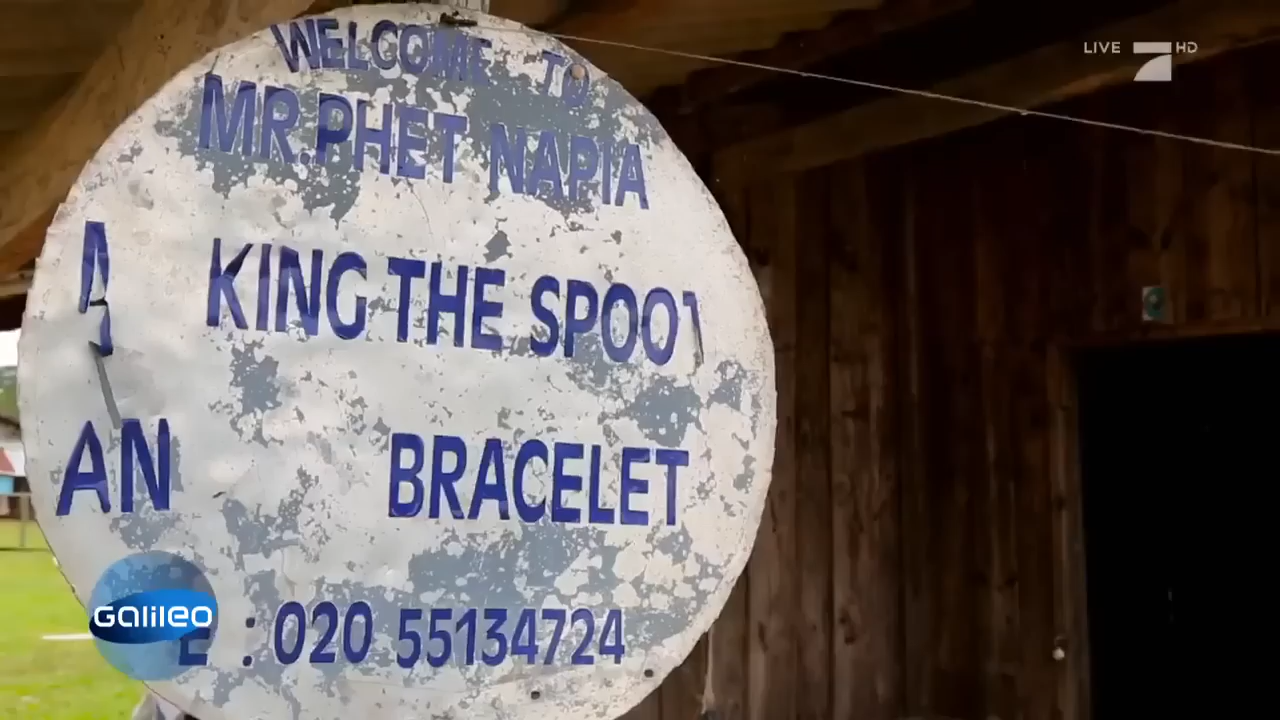 LIVE HD
WELCOME TO
MR.PHET NAPIA
KING THE SPOO
AN BRACELET
GALILEO
E : 020 55134724